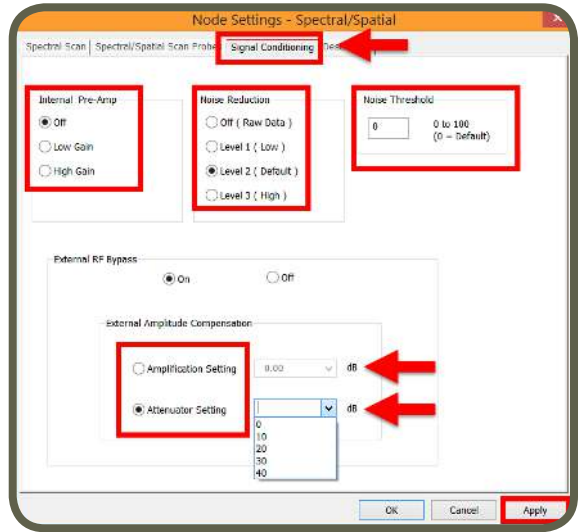 Node Settings - Spectral/Spatial
Spectral Scan
Spectral/Spatial Scan Probe
Signal Conditioning
Internal Pre-Amp
Off
Low Gain
High Gain
Noise Reduction
Off ( Raw Data )
Level 1 ( Low )
Level 2 ( Default )
Level 3 ( High )
Noise Threshold
0
0 to 100
(0 = Default)
External RF Bypass
On
Off
External Amplitude Compensation
Amplification Setting
0.00
dB
Attenuator Setting
dB
0
10
20
30
40
OK
Cancel
Apply